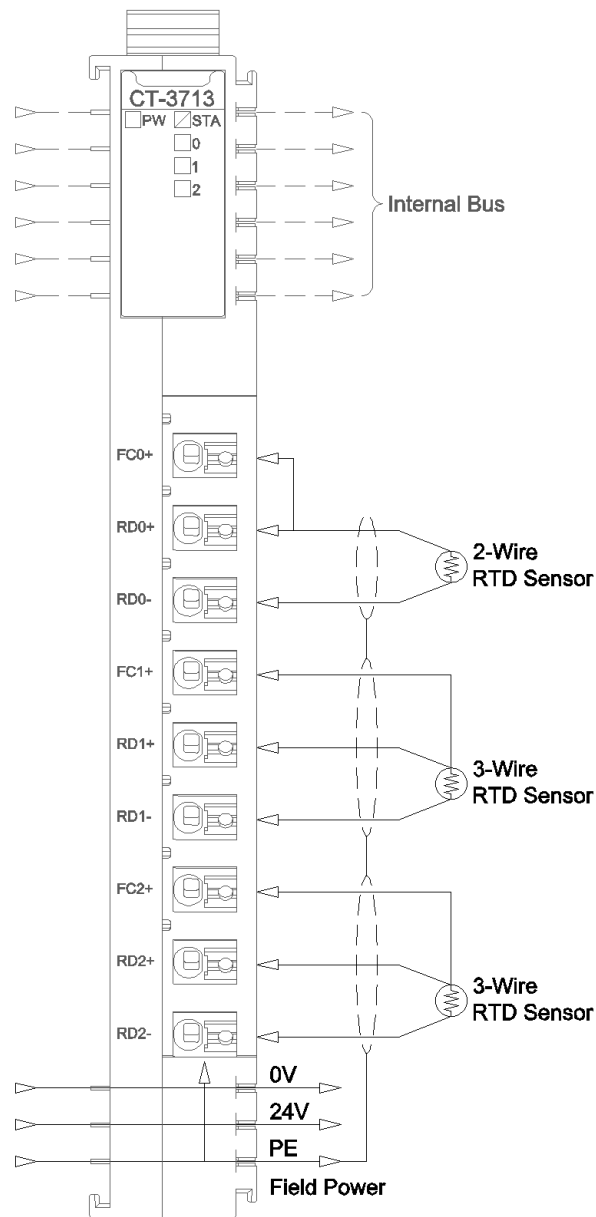 CT-3713
PW STA
0
1
2
Internal Bus
FC0+
RD0+
2-Wire
RTD Sensor
RD0-
FC1+
RD1+
3-Wire
RTD Sensor
RD1-
FC2+
RD2+
3-Wire
RTD Sensor
RD2-
0V
24V
PE
Field Power